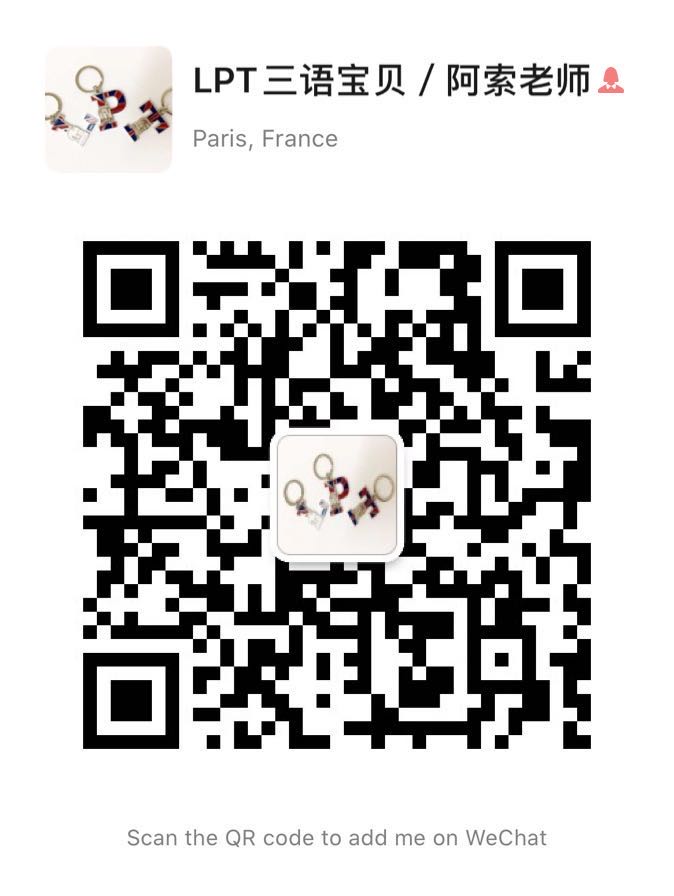 LPT三语宝贝 / 阿索老师
Paris, France
Scan the QR code to add me on WeChat